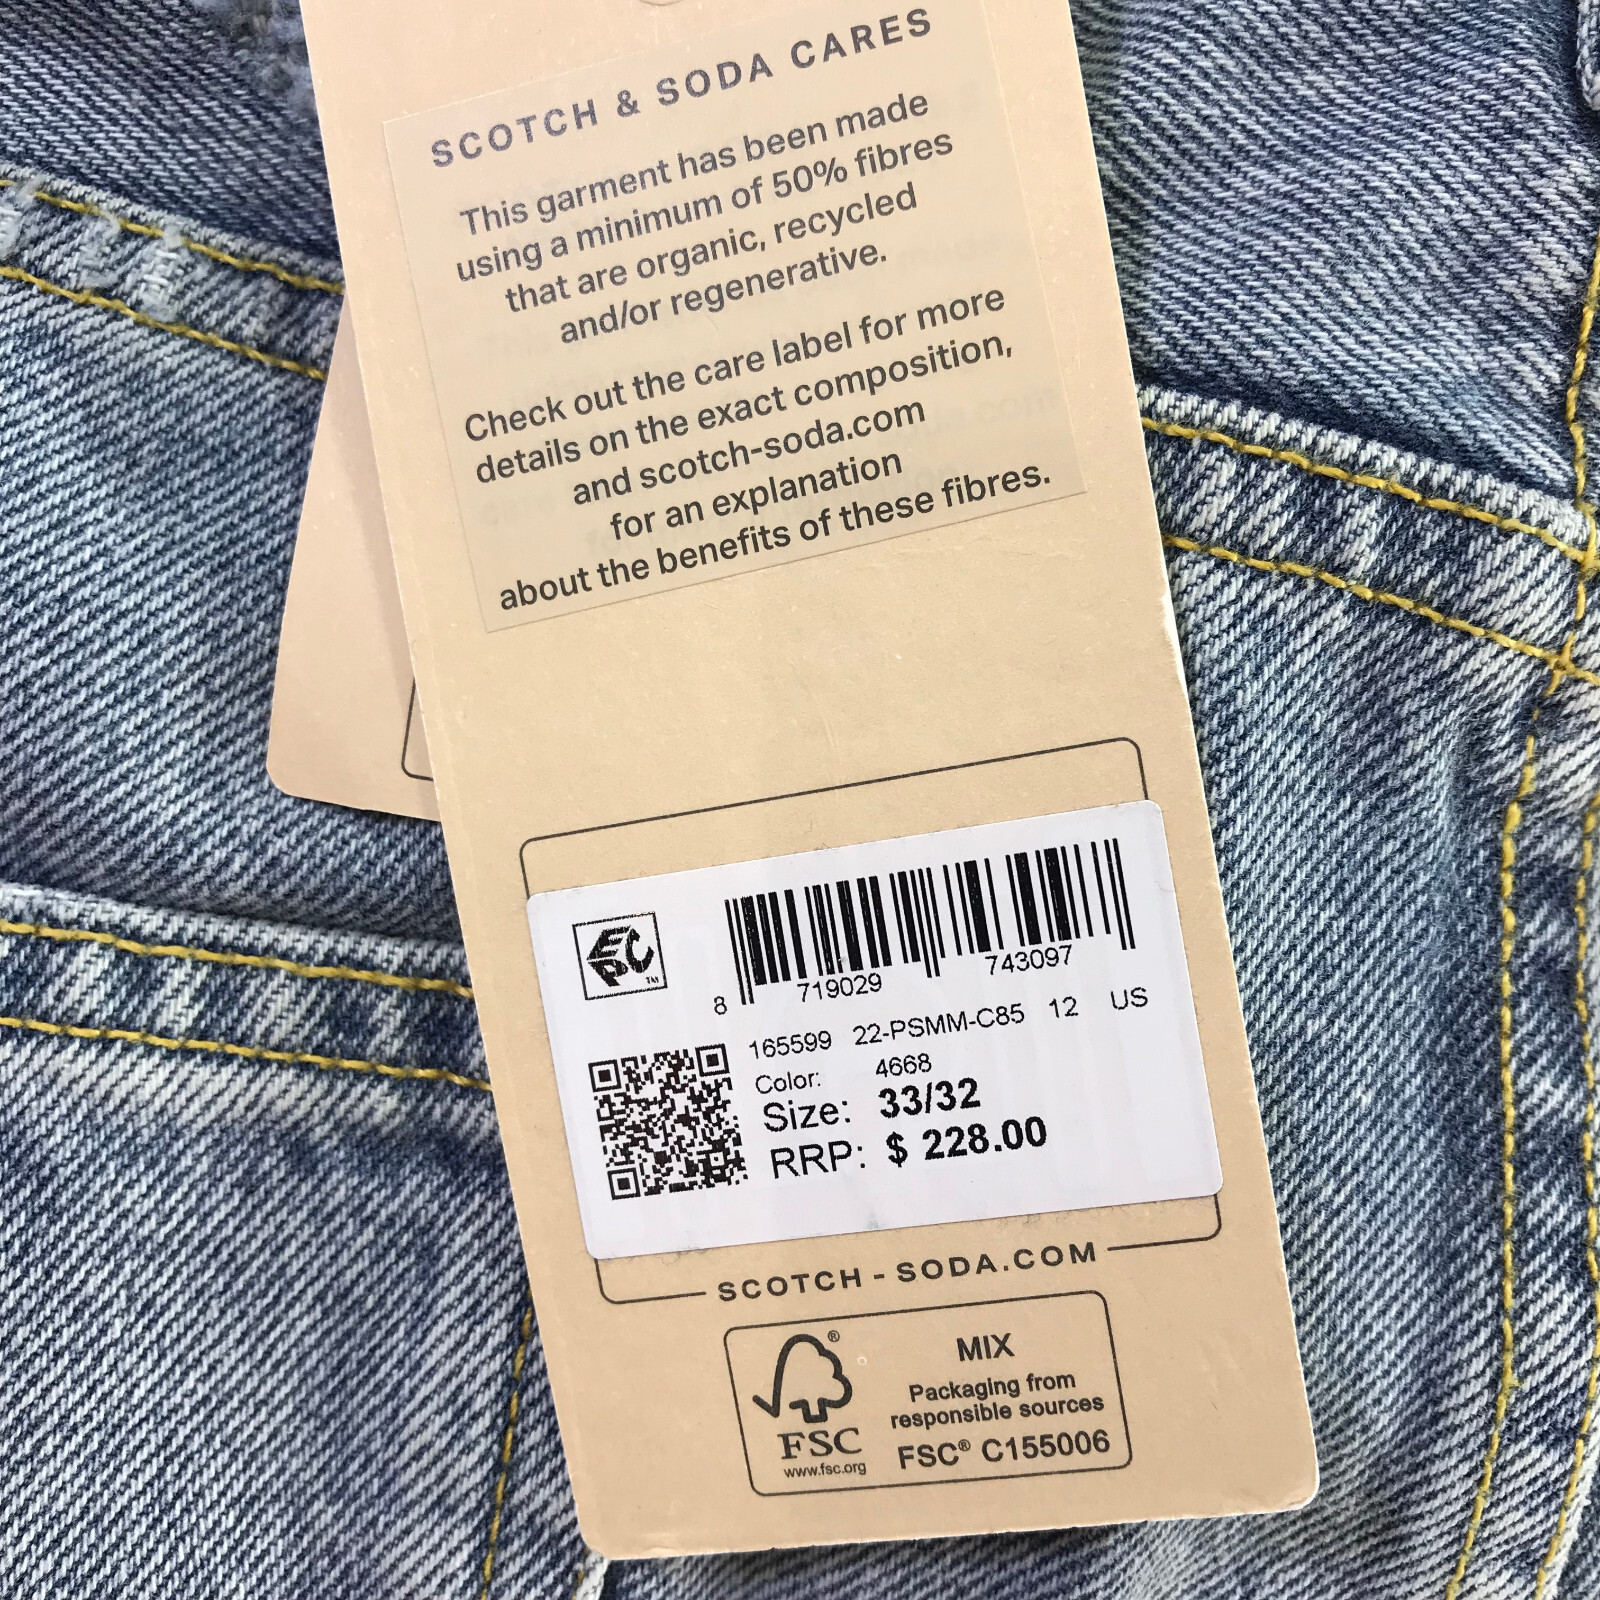 SCOTCH & SODA CARES
This garment has been made
using a minimum of 50% fibres
that are organic, recycled
and/or regenerative.
Check out the care label for more
details on the exact composition,
and scotch-soda.com
for an explanation
about the benefits of these fibres.
EPC TM
8 719029 743097
165599 22-PSMM-C85 12 US
Color: 4668
Size: 33/32
RRP: $ 228.00
SCOTCH - SODA.COM
®
FSC
www.fsc.org
MIX
Packaging from
responsible sources
FSC® C155006